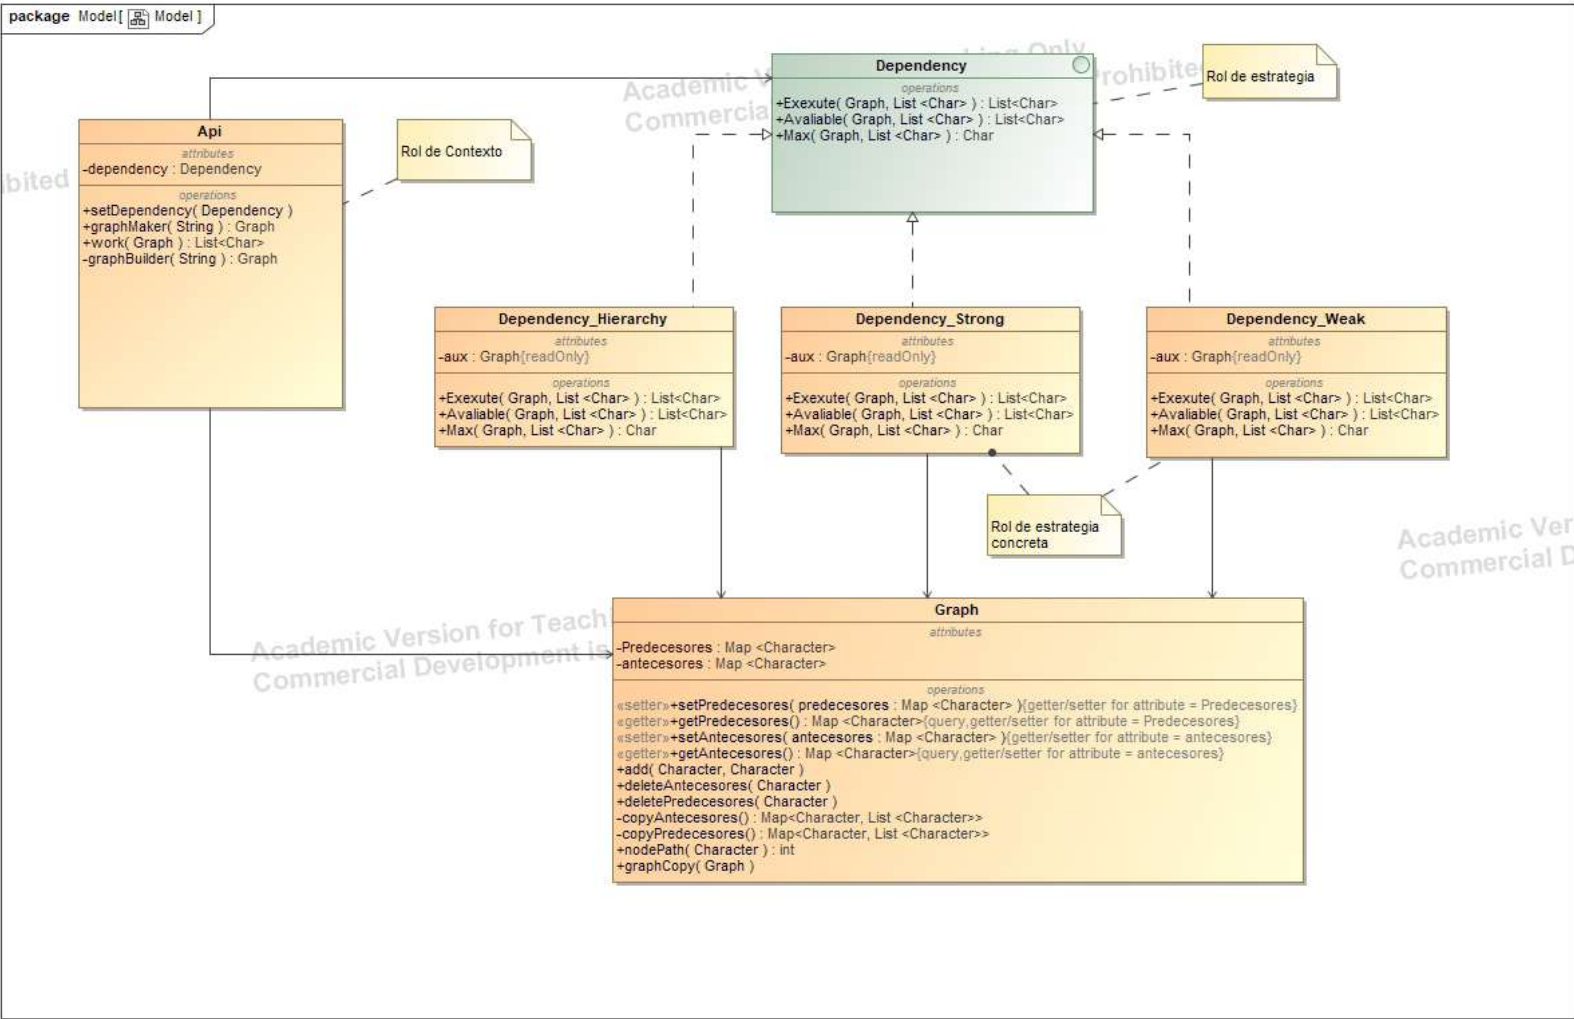 package Model[ Model ]
Dependency
operations
+Exexute( Graph, List <Char> ) : List<Char>
+Avaliable( Graph, List <Char> ) : List<Char>
+Max( Graph, List <Char> ) : Char
Rol de estrategia
Api
attributes
-dependency : Dependency
operations
+setDependency( Dependency )
+graphMaker( String ) : Graph
+work( Graph ) : List<Char>
-graphBuilder( String ) : Graph
Rol de Contexto
Dependency_Hierarchy
attributes
-aux : Graph{readOnly}
operations
+Exexute( Graph, List <Char> ) : List<Char>
+Avaliable( Graph, List <Char> ) : List<Char>
+Max( Graph, List <Char> ) : Char
Dependency_Strong
attributes
-aux : Graph{readOnly}
operations
+Exexute( Graph, List <Char> ) : List<Char>
+Avaliable( Graph, List <Char> ) : List<Char>
+Max( Graph, List <Char> ) : Char
Dependency_Weak
attributes
-aux : Graph{readOnly}
operations
+Exexute( Graph, List <Char> ) : List<Char>
+Avaliable( Graph, List <Char> ) : List<Char>
+Max( Graph, List <Char> ) : Char
Rol de estrategia
concreta
Graph
attributes
-Predecesores : Map <Character>
-antecesores : Map <Character>
operations
«setter»+setPredecesores( predecesores : Map <Character> ){getter/setter for attribute = Predecesores}
«getter»+getPredecesores() : Map <Character>{query,getter/setter for attribute = Predecesores}
«setter»+setAntecesores( antecesores : Map <Character> ){getter/setter for attribute = antecesores}
«getter»+getAntecesores() : Map <Character>{query,getter/setter for attribute = antecesores}
+add( Character, Character )
+deleteAntecesores( Character )
+deletePredecesores( Character )
-copyAntecesores() : Map<Character, List <Character>>
-copyPredecesores() : Map<Character, List <Character>>
+nodePath( Character ) : int
+graphCopy( Graph )
Academic Version for
Commercial Development is
Academic
Only